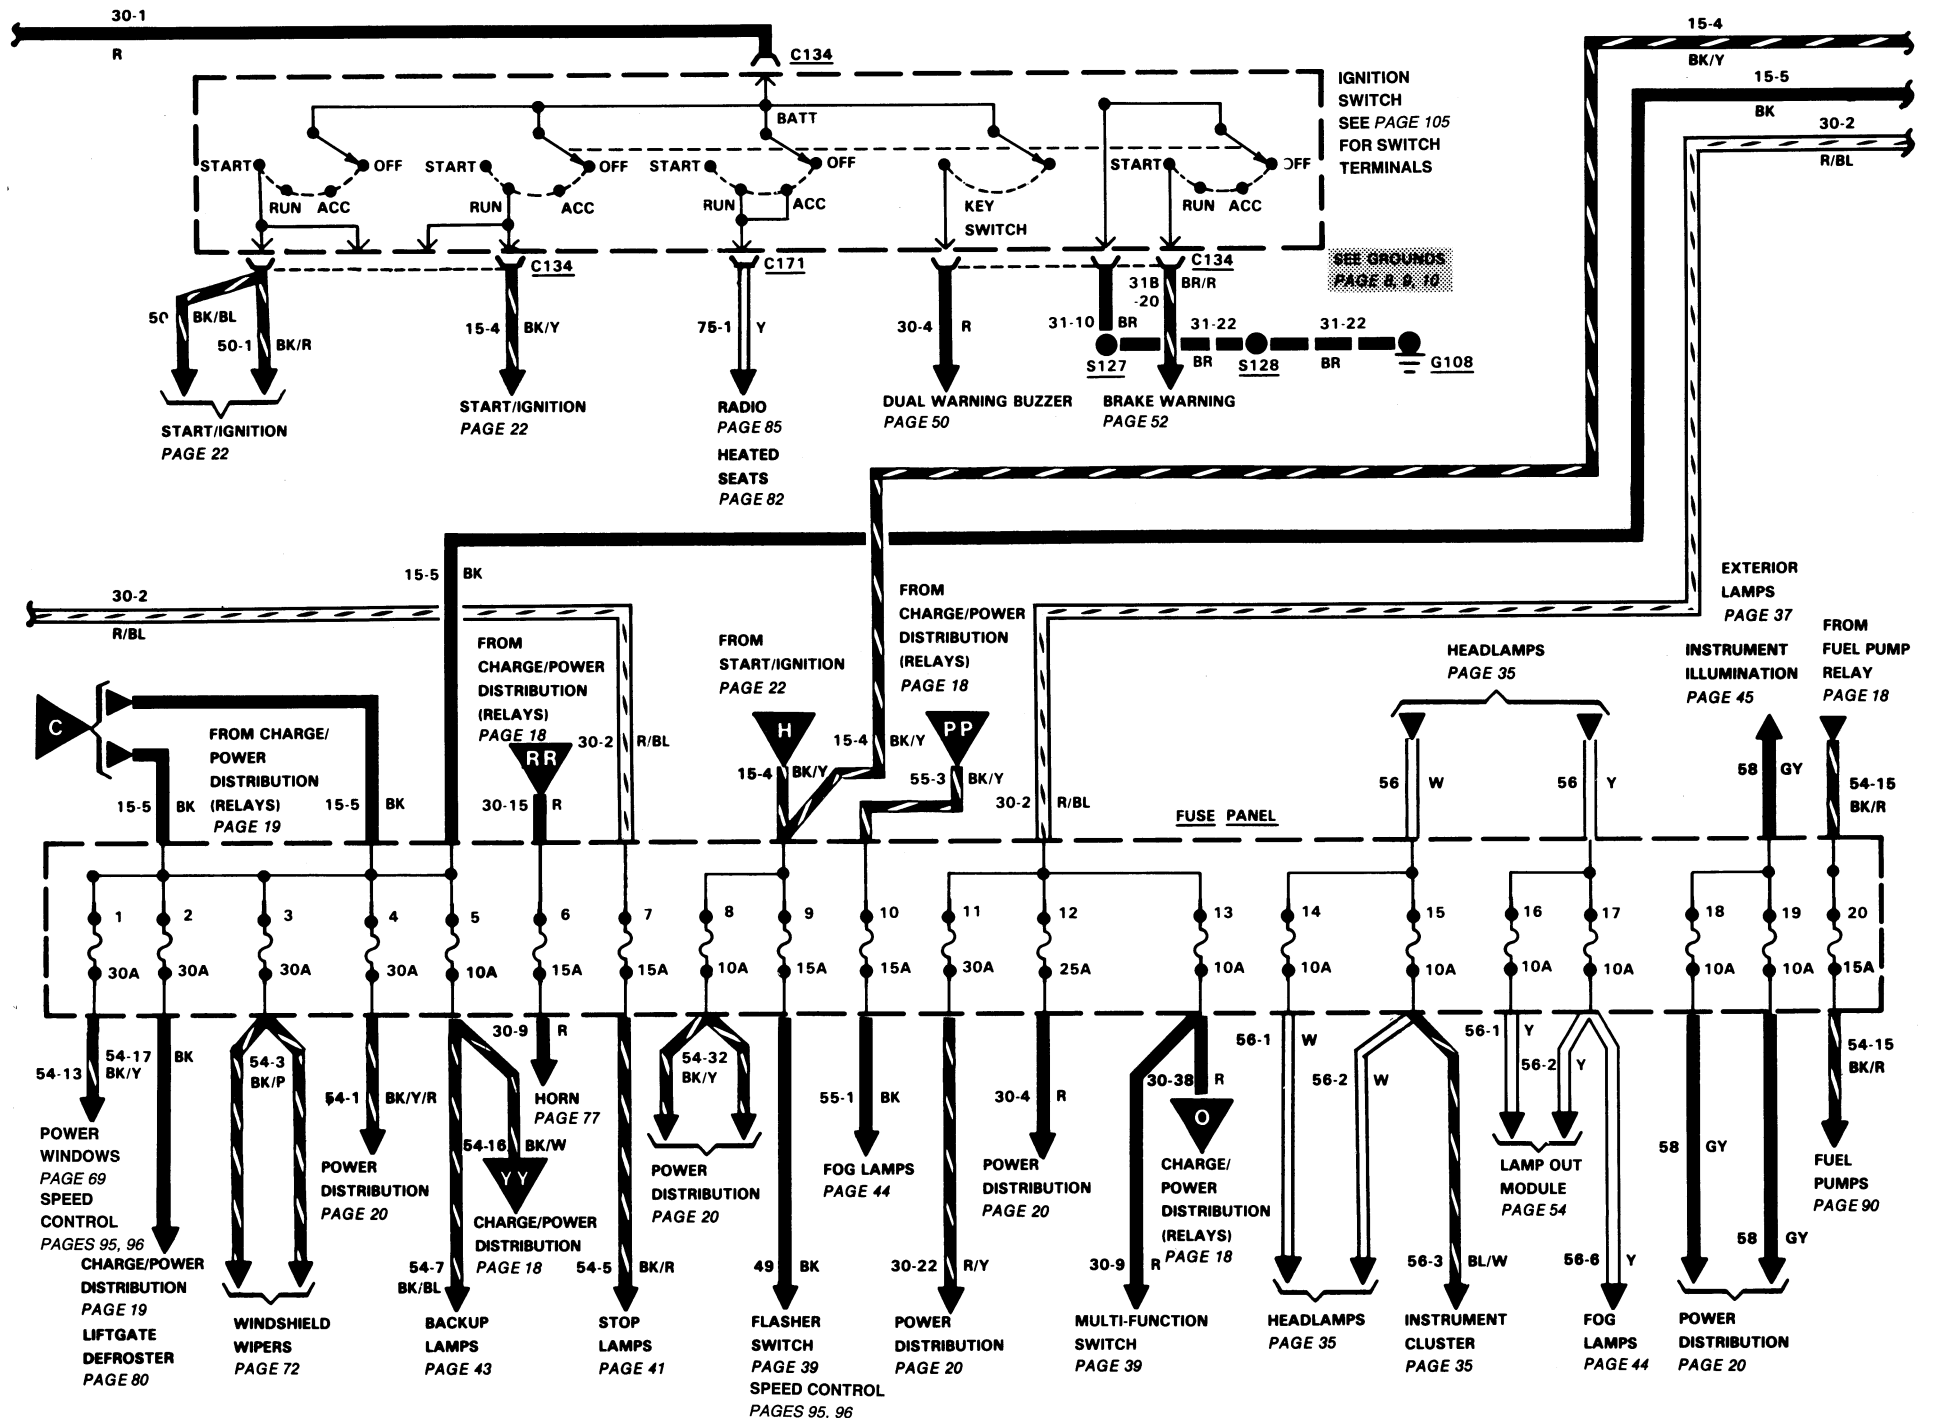 30-1
R
C134
15-4
BK/Y
15-5
BK
30-2
R/BL
IGNITION
SWITCH
SEE PAGE 105
FOR SWITCH
TERMINALS
BATT
START
OFF
START
OFF
START
OFF
START
OFF
RUN
ACC
RUN
ACC
RUN
ACC
KEY
SWITCH
RUN
ACC
C134
C171
C134
SEE GROUNDS
PAGE 8, 9, 10
50
BK/BL
50-1
BK/R
15-4
BK/Y
75-1
Y
30-4
R
31-10
BR
31B
-20
BR/R
31-22
BR
31-22
BR
S127
S128
G108
START/IGNITION
PAGE 22
START/IGNITION
PAGE 22
RADIO
PAGE 85
HEATED
SEATS
PAGE 82
DUAL WARNING BUZZER
PAGE 50
BRAKE WARNING
PAGE 52
15-5
BK
30-2
R/BL
FROM
CHARGE/POWER
DISTRIBUTION
(RELAYS)
PAGE 18
RR
30-15
R
30-2
R/BL
FROM
START/IGNITION
PAGE 22
H
15-4
BK/Y
15-4
BK/Y
FROM
CHARGE/POWER
DISTRIBUTION
(RELAYS)
PAGE 18
PP
55-3
BK/Y
30-2
R/BL
HEADLAMPS
PAGE 35
56
W
56
Y
EXTERIOR
LAMPS
PAGE 37
INSTRUMENT
ILLUMINATION
PAGE 45
58
GY
FROM
FUEL PUMP
RELAY
PAGE 18
54-15
BK/R
C
FROM CHARGE/
POWER
DISTRIBUTION
(RELAYS)
PAGE 19
15-5
BK
15-5
BK
FUSE PANEL
1
2
3
4
5
6
7
8
9
10
11
12
13
14
15
16
17
18
19
20
30A
30A
30A
30A
10A
15A
15A
10A
15A
15A
30A
25A
10A
10A
10A
10A
10A
10A
10A
15A
54-13
54-17
BK/Y
BK
POWER
WINDOWS
PAGE 69
SPEED
CONTROL
PAGES 95, 96
CHARGE/POWER
DISTRIBUTION
PAGE 19
LIFTGATE
DEFROSTER
PAGE 80
54-3
BK/P
WINDSHIELD
WIPERS
PAGE 72
54-1
BK/Y/R
POWER
DISTRIBUTION
PAGE 20
54-7
BK/BL
BACKUP
LAMPS
PAGE 43
54-16
BK/W
YY
CHARGE/POWER
DISTRIBUTION
PAGE 18
30-9
R
HORN
PAGE 77
54-5
BK/R
STOP
LAMPS
PAGE 41
54-32
BK/Y
POWER
DISTRIBUTION
PAGE 20
49
BK
FLASHER
SWITCH
PAGE 39
SPEED CONTROL
PAGES 95, 96
55-1
BK
FOG LAMPS
PAGE 44
30-22
R/Y
POWER
DISTRIBUTION
PAGE 20
30-4
R
POWER
DISTRIBUTION
PAGE 20
30-38
R
O
CHARGE/
POWER
DISTRIBUTION
(RELAYS)
PAGE 18
30-9
R
MULTI-FUNCTION
SWITCH
PAGE 39
56-1
W
56-2
W
HEADLAMPS
PAGE 35
56-3
BL/W
INSTRUMENT
CLUSTER
PAGE 35
56-1
Y
56-2
Y
LAMP OUT
MODULE
PAGE 54
56-6
Y
FOG
LAMPS
PAGE 44
58
GY
58
GY
POWER
DISTRIBUTION
PAGE 20
54-15
BK/R
FUEL
PUMPS
PAGE 90